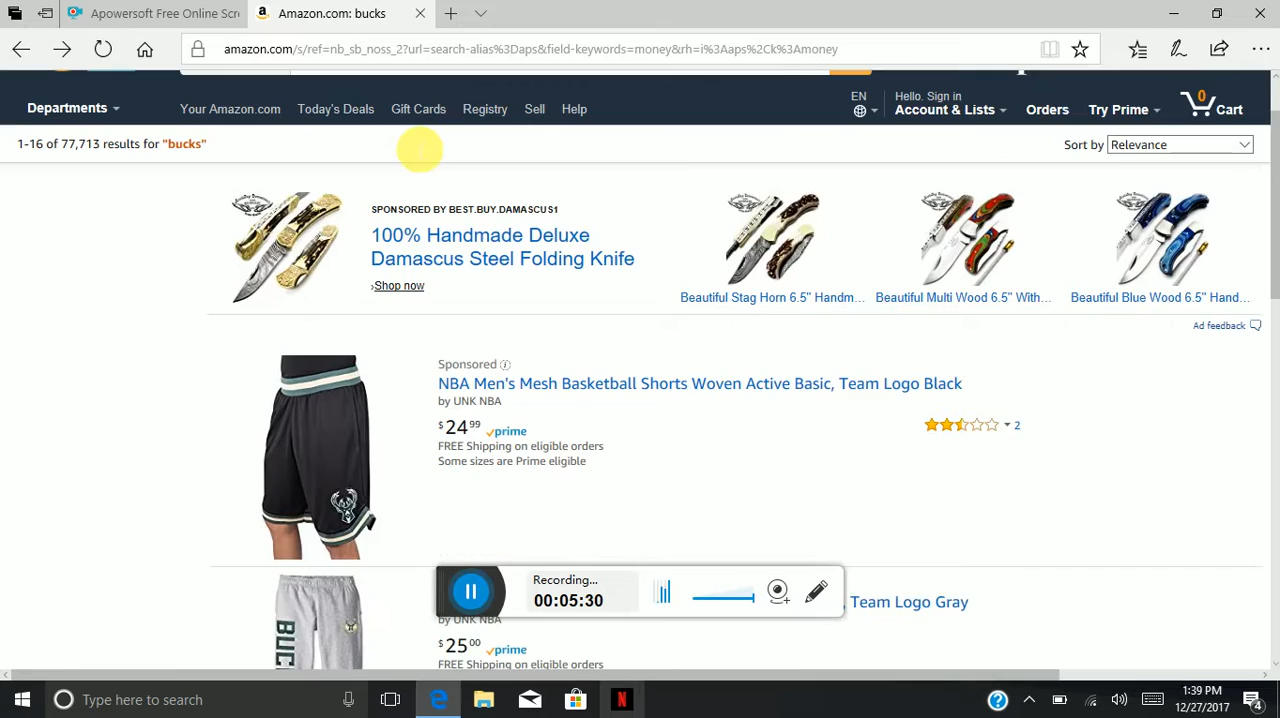 Apowersoft Free Online Scr
Amazon.com: bucks
amazon.com/s/ref=nb_sb_noss_2?url=search-alias%3Daps&field-keywords=money&rh=i%3Aaps%2Ck%3Amoney
Departments
Your Amazon.com
Today's Deals
Gift Cards
Registry
Sell
Help
EN
Hello. Sign in
Account & Lists
Orders
Try Prime
0
Cart
1-16 of 77,713 results for "bucks"
Sort by
Relevance
SPONSORED BY BEST.BUY.DAMASCUS1
100% Handmade Deluxe
Damascus Steel Folding Knife
›Shop now
Beautiful Stag Horn 6.5" Handm...
Beautiful Multi Wood 6.5" With...
Beautiful Blue Wood 6.5" Hand...
Ad feedback
Sponsored
NBA Men's Mesh Basketball Shorts Woven Active Basic, Team Logo Black
by UNK NBA
$24 99 prime
2
FREE Shipping on eligible orders
Some sizes are Prime eligible
Recording...
00:05:30
, Team Logo Gray
by UNK NBA
BUC
$25 00 prime
FREE Shipping on eligible orders
Type here to search
N
1:39 PM
12/27/2017
4